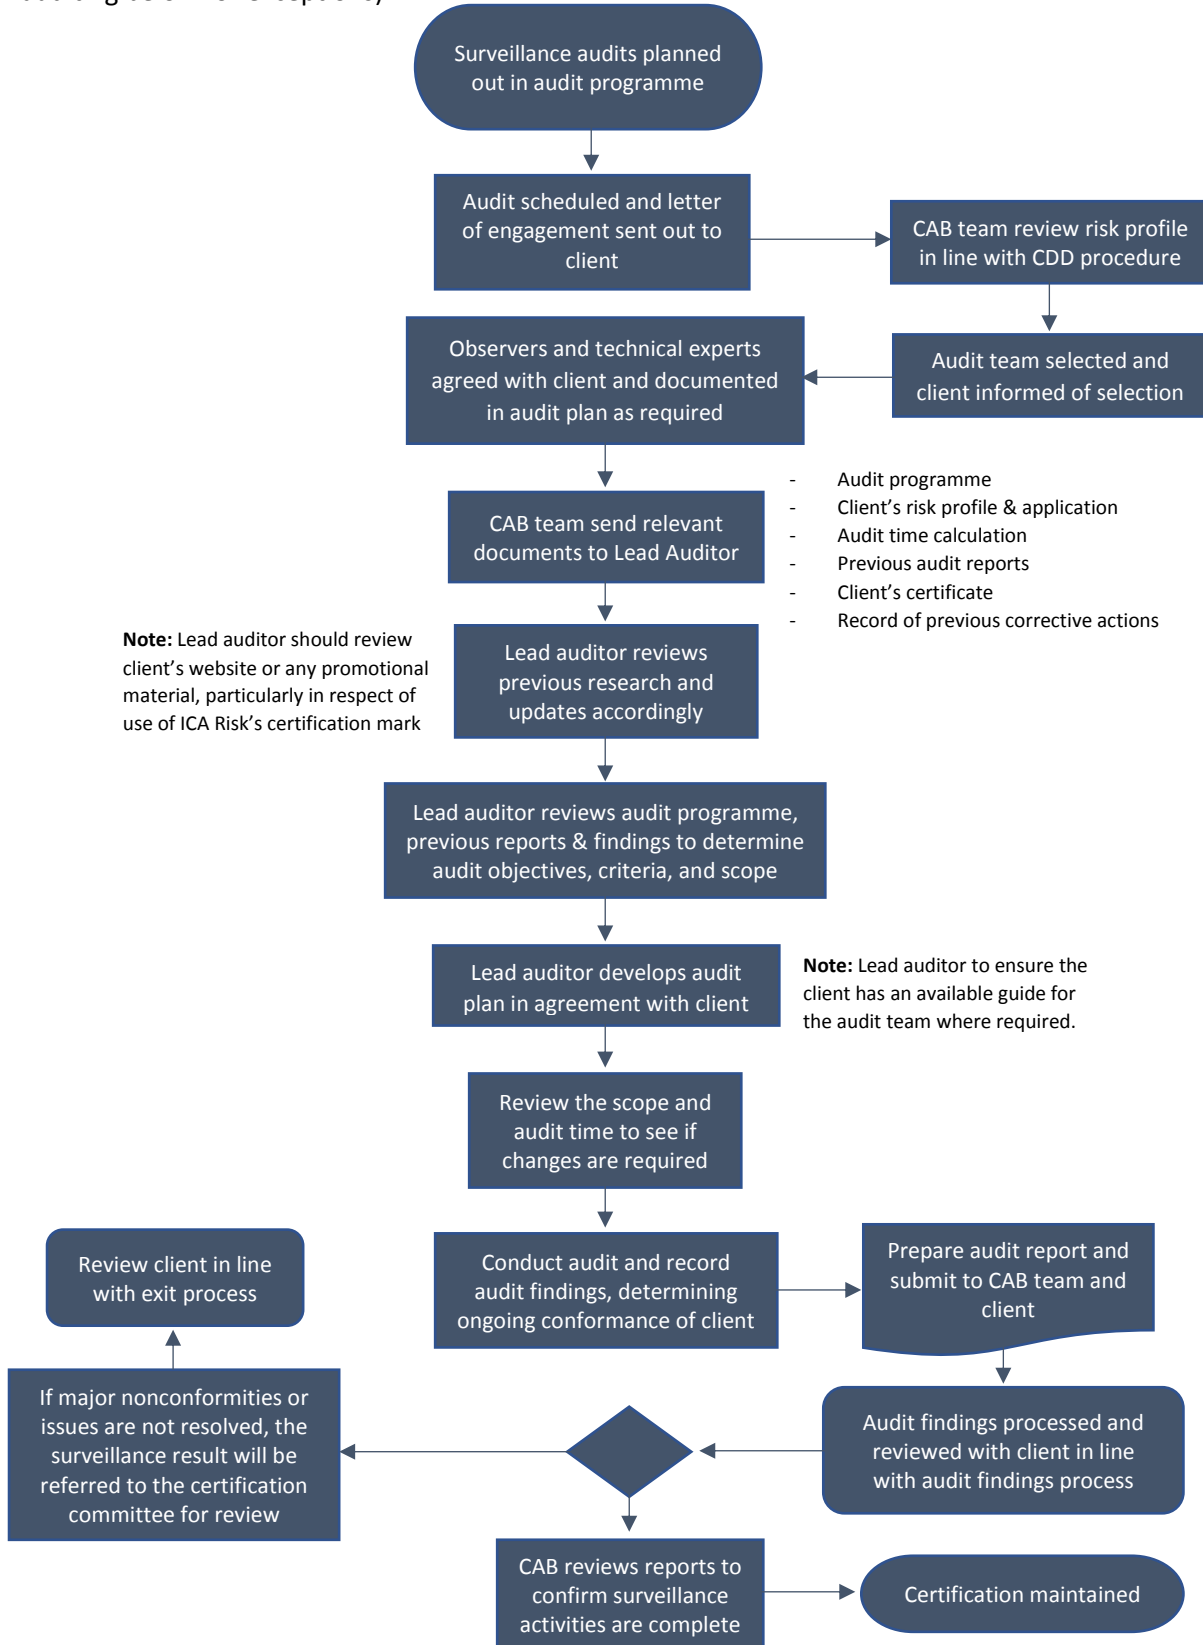 Surveillance audits planned
out in audit programme
Audit scheduled and letter
of engagement sent out to
client
CAB team review risk profile
in line with CDD procedure
Audit team selected and
client informed of selection
Observers and technical experts
agreed with client and documented
in audit plan as required
CAB team send relevant
documents to Lead Auditor
- Audit programme
- Client’s risk profile & application
- Audit time calculation
- Previous audit reports
- Client’s certificate
- Record of previous corrective actions
Note: Lead auditor should review
client’s website or any promotional
material, particularly in respect of
use of ICA Risk’s certification mark
Lead auditor reviews
previous research and
updates accordingly
Lead auditor reviews audit programme,
previous reports & findings to determine
audit objectives, criteria, and scope
Lead auditor develops audit
plan in agreement with client
Note: Lead auditor to ensure the
client has an available guide for
the audit team where required.
Review the scope and
audit time to see if
changes are required
Conduct audit and record
audit findings, determining
ongoing conformance of client
Prepare audit report and
submit to CAB team and
client
Audit findings processed and
reviewed with client in line
with audit findings process
Review client in line
with exit process
If major nonconformities or
issues are not resolved, the
surveillance result will be
referred to the certification
committee for review
CAB reviews reports to
confirm surveillance
activities are complete
Certification maintained